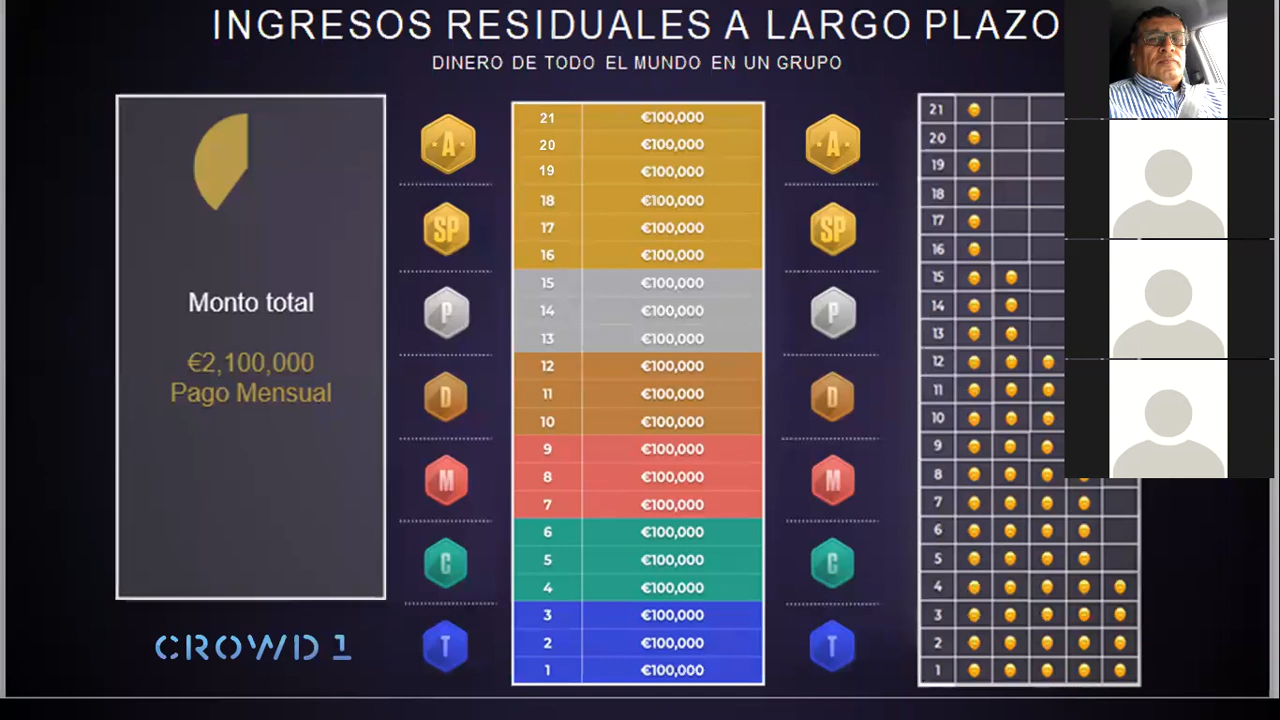 INGRESOS RESIDUALES A LARGO PLAZO
DINERO DE TODO EL MUNDO EN UN GRUPO
Monto total
€2,100,000
Pago Mensual
CROWD 1
A
SP
P
D
M
C
T
21 €100,000
20 €100,000
19 €100,000
18 €100,000
17 €100,000
16 €100,000
15 €100,000
14 €100,000
13 €100,000
12 €100,000
11 €100,000
10 €100,000
9 €100,000
8 €100,000
7 €100,000
6 €100,000
5 €100,000
4 €100,000
3 €100,000
2 €100,000
1 €100,000
A
SP
P
D
M
C
T
21
20
19
18
17
16
15
14
13
12
11
10
9
8
7
6
5
4
3
2
1